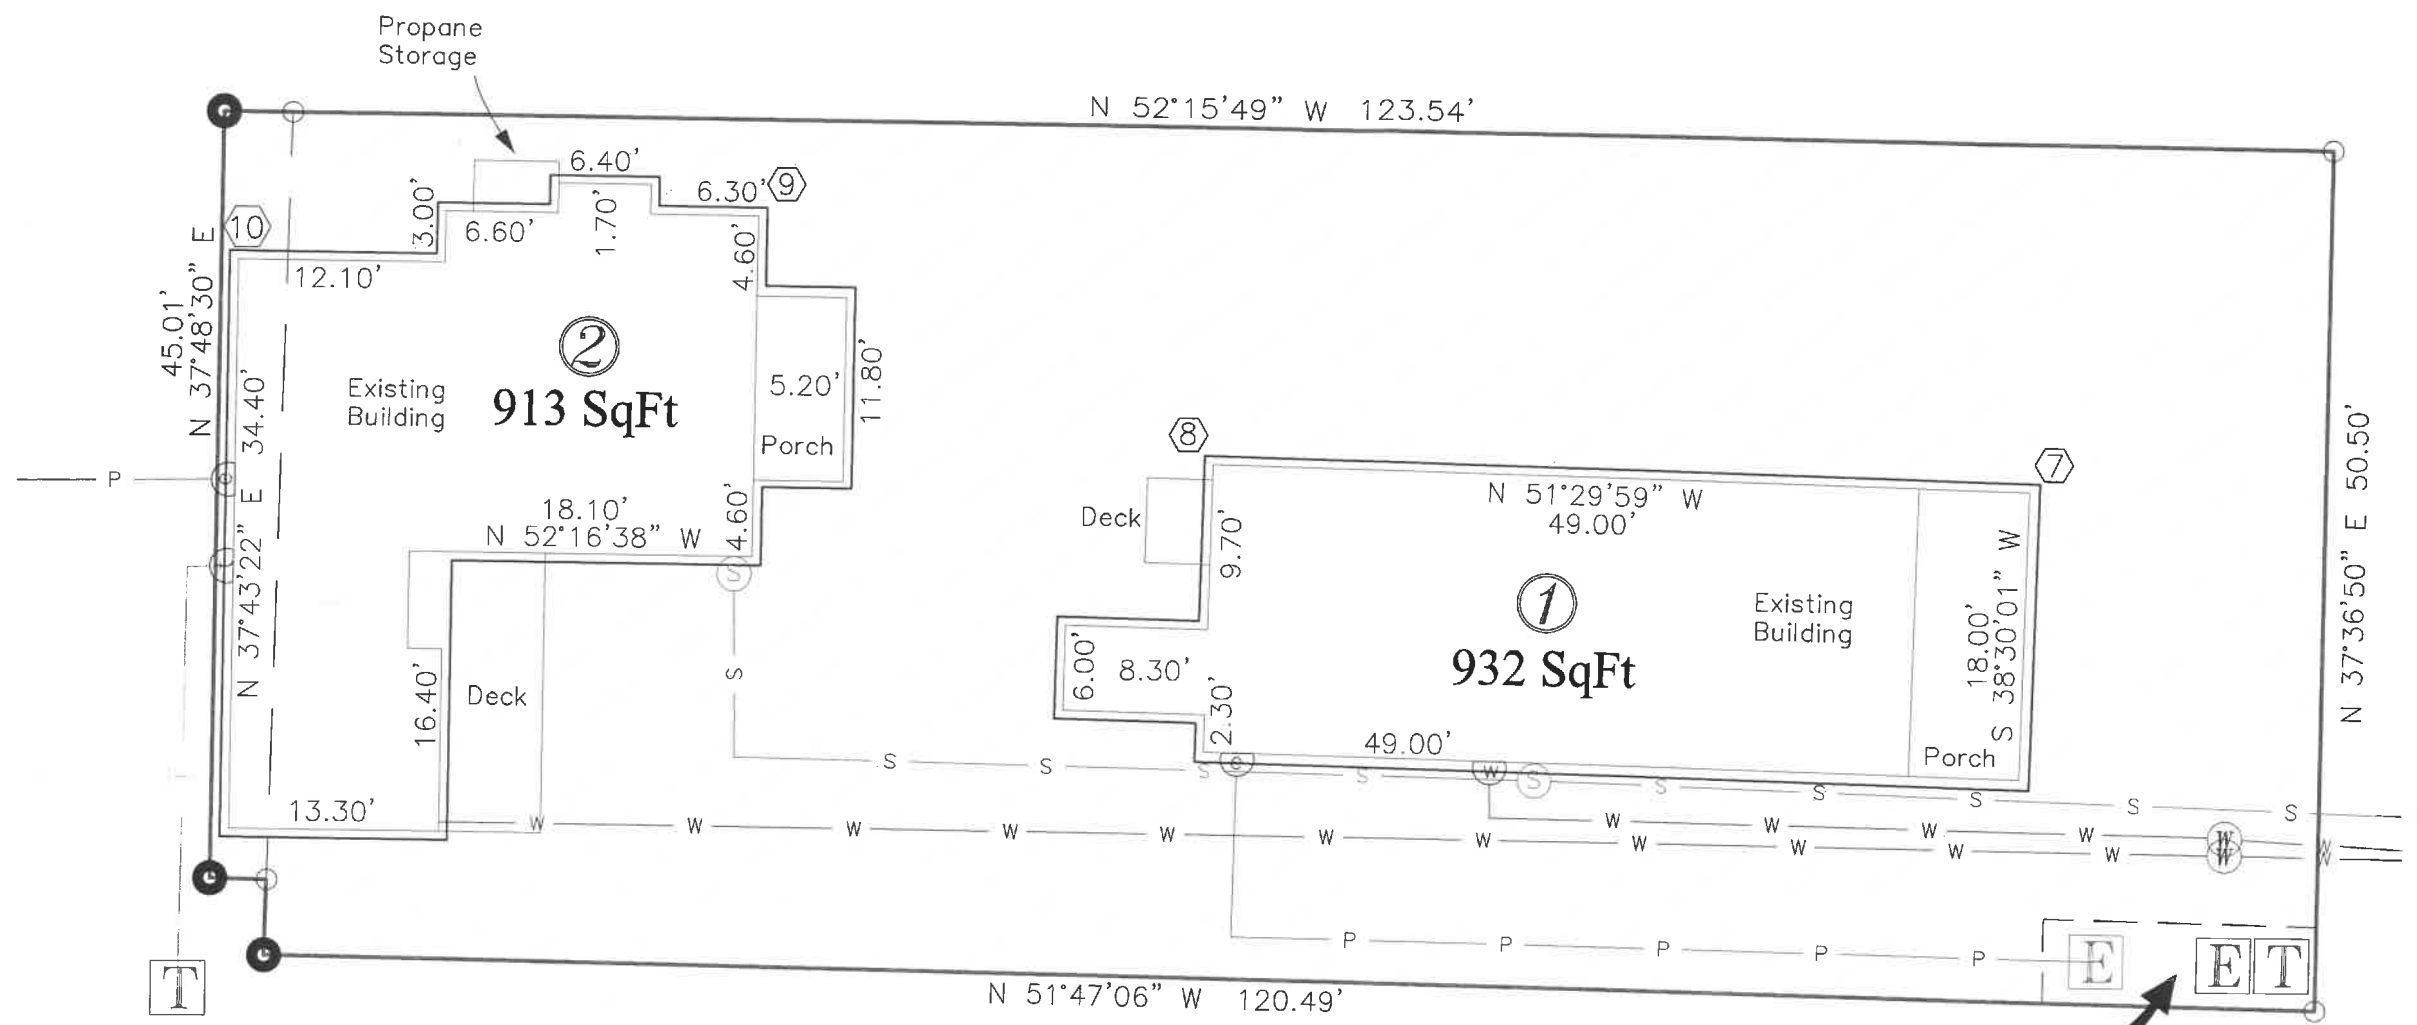 Propane
Storage
N 52°15'49" W 123.54'
6.40'
6.30'
9
3.00'
6.60'
1.70'
4.60'
10
12.10'
45.01'
N 37°48'30" E
34.40'
N 37°43'22" E
2
Existing
Building
913 SqFt
5.20'
11.80'
Porch
P
18.10'
N 52°16'38" W
4.60'
S
S
16.40'
Deck
13.30'
T
8
7
Deck
N 51°29'59" W
49.00'
9.70'
1
Existing
Building
932 SqFt
18.00'
S 38°30'01" W
6.00'
8.30'
2.30'
49.00'
Porch
N 37°36'50" E 50.50'
S S S S S S S S S
C W S
W W W W W
W W W W W W W W W W W W W
P P P P P
E E T
N 51°47'06" W 120.49'